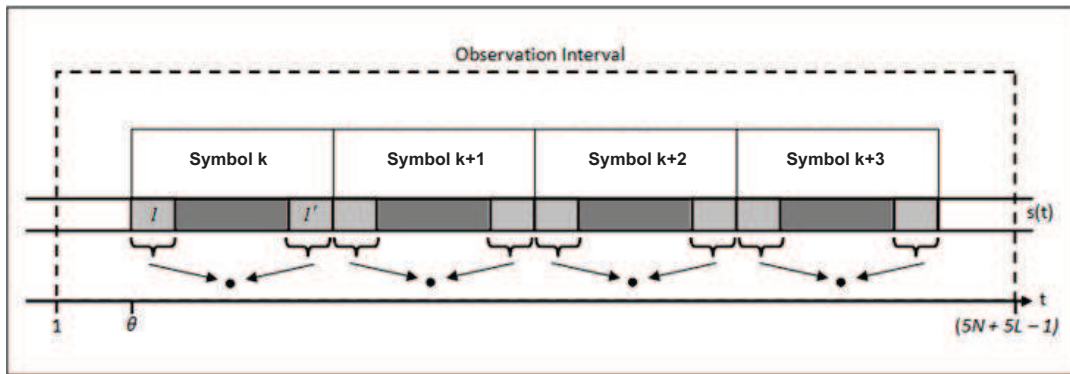 Observation Interval
Symbol k Symbol k+1 Symbol k+2 Symbol k+3
l l' s(t)
t
1 θ (5N + 5L – 1)